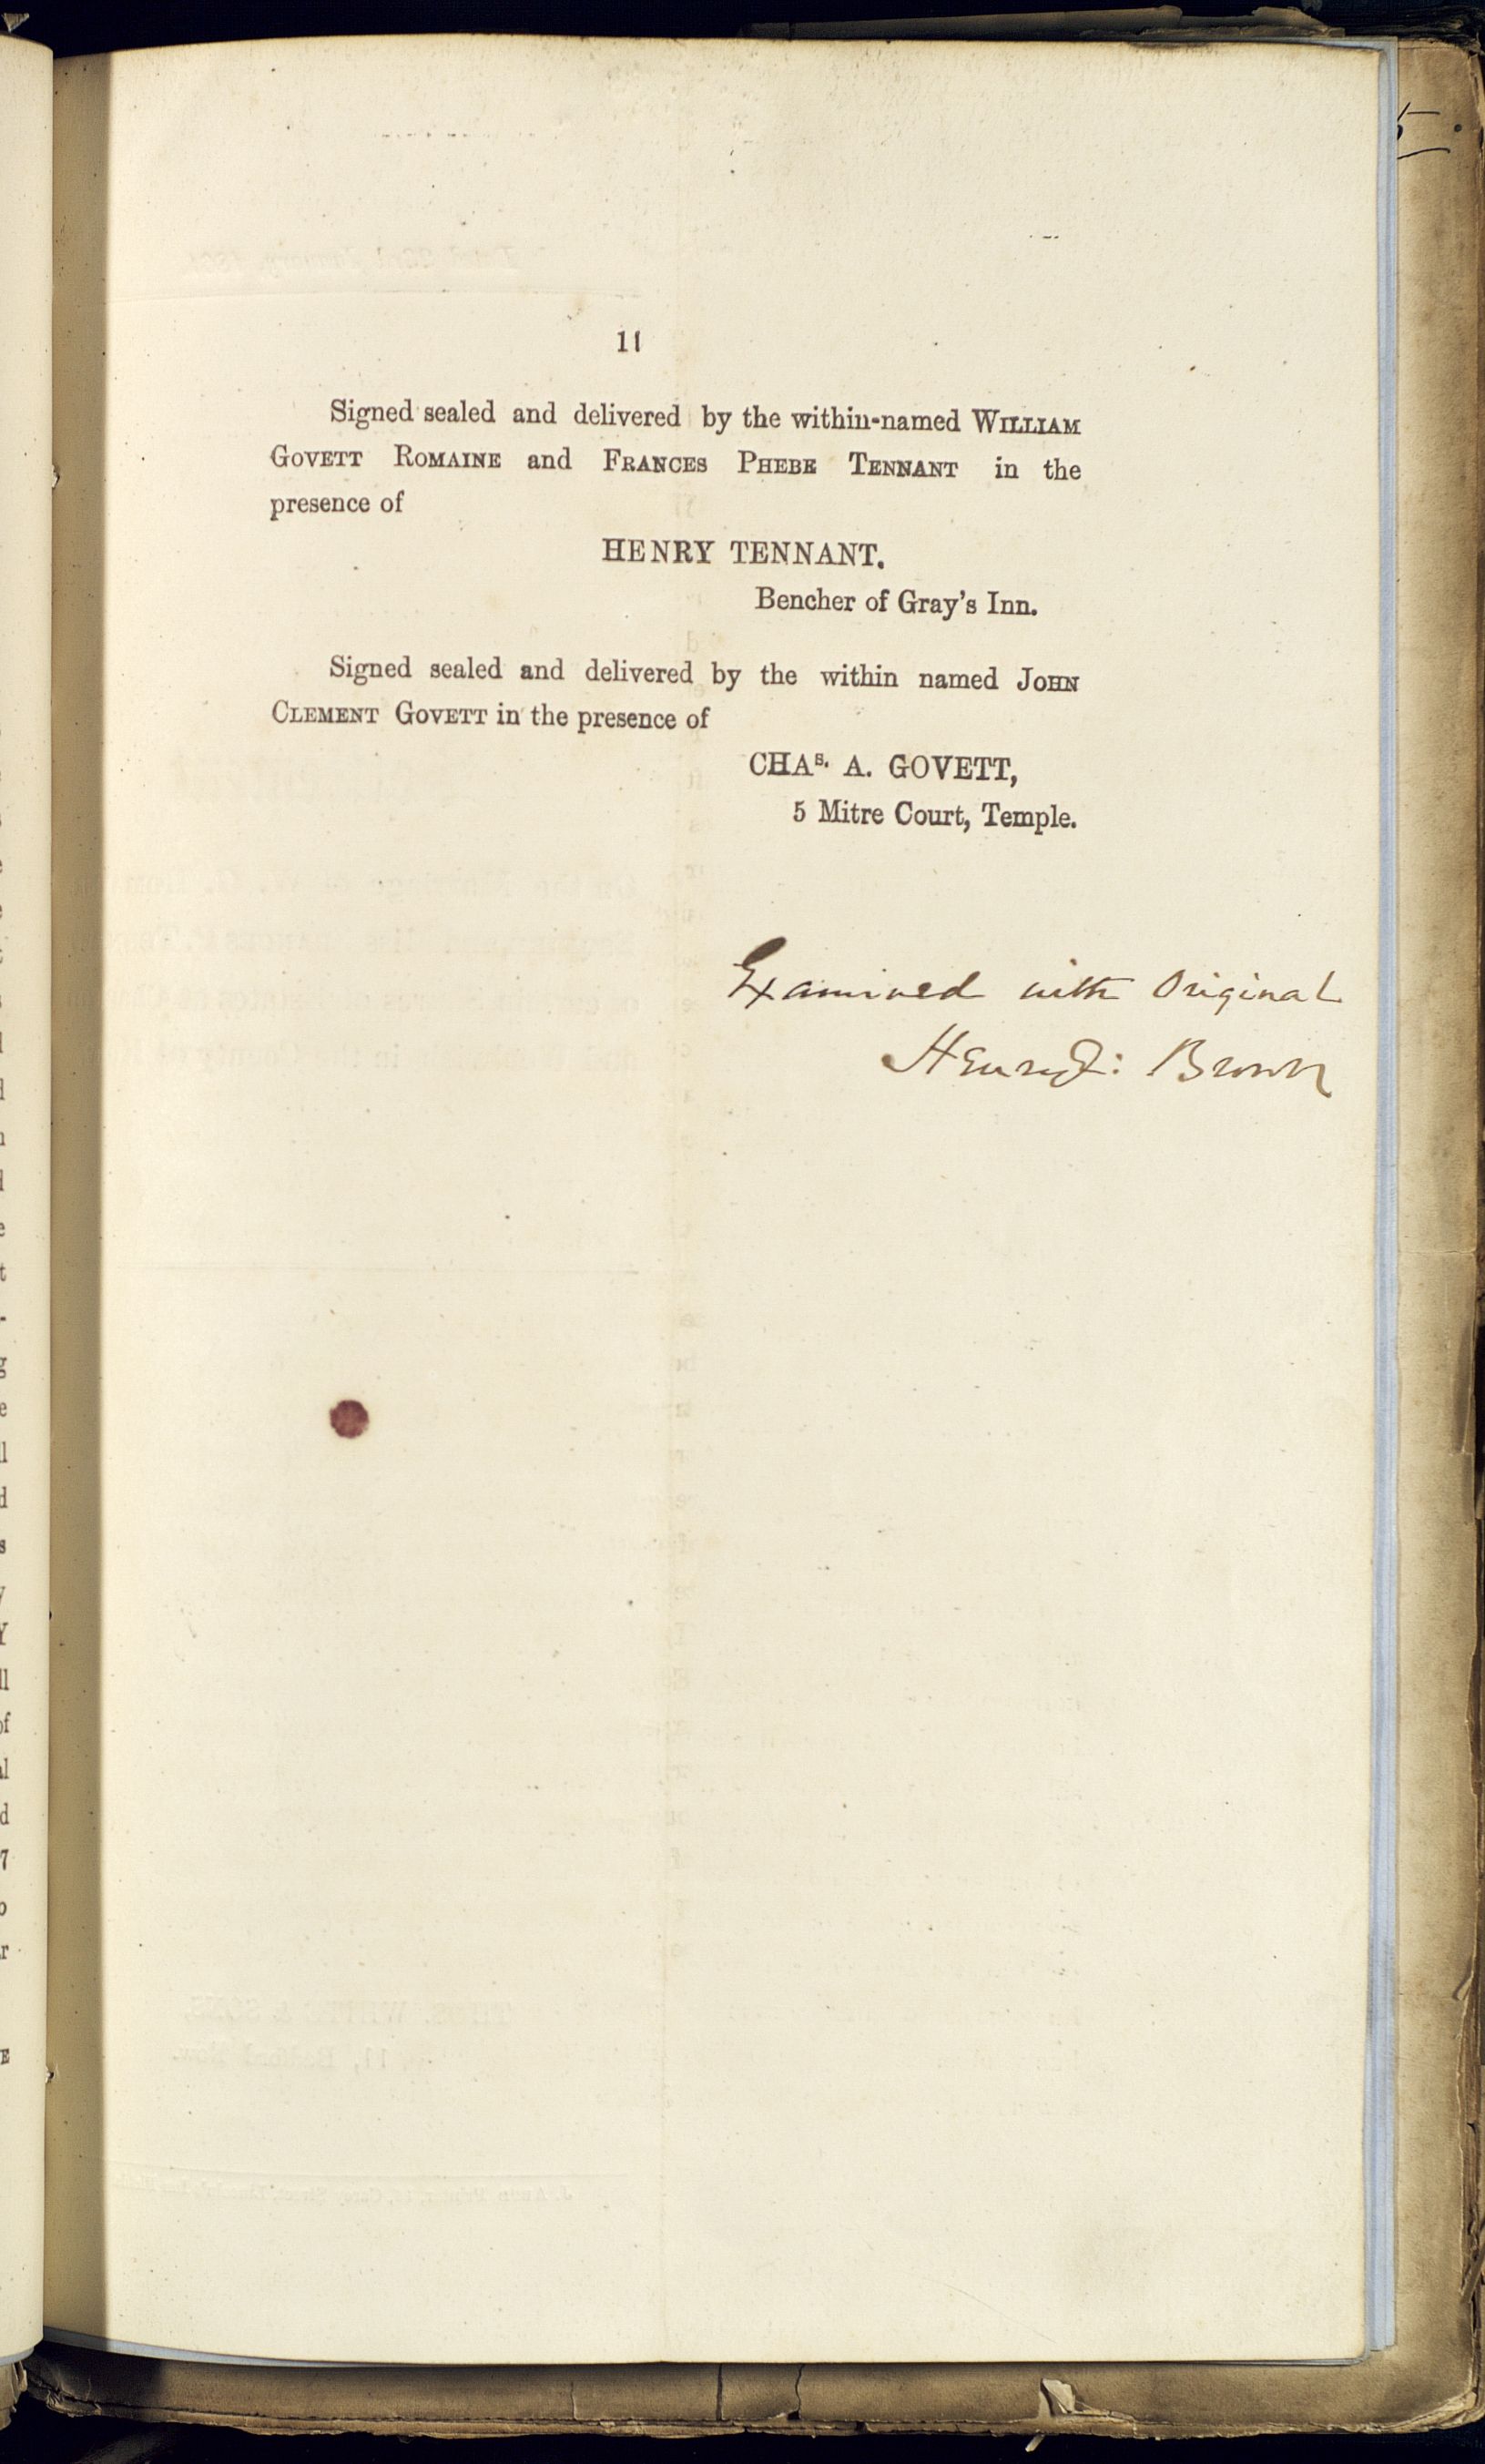 11
Signed sealed and delivered by the within-named WILLIAM
GOVETT ROMAINE and FRANCES PHEBE TENNANT in the
presence of
HENRY TENNANT.
Bencher of Gray's Inn.
Signed sealed and delivered by the within named JOHN
CLEMENT GOVETT in the presence of
CHAs. A. GOVETT,
5 Mitre Court, Temple.
Examined with Original
Brown